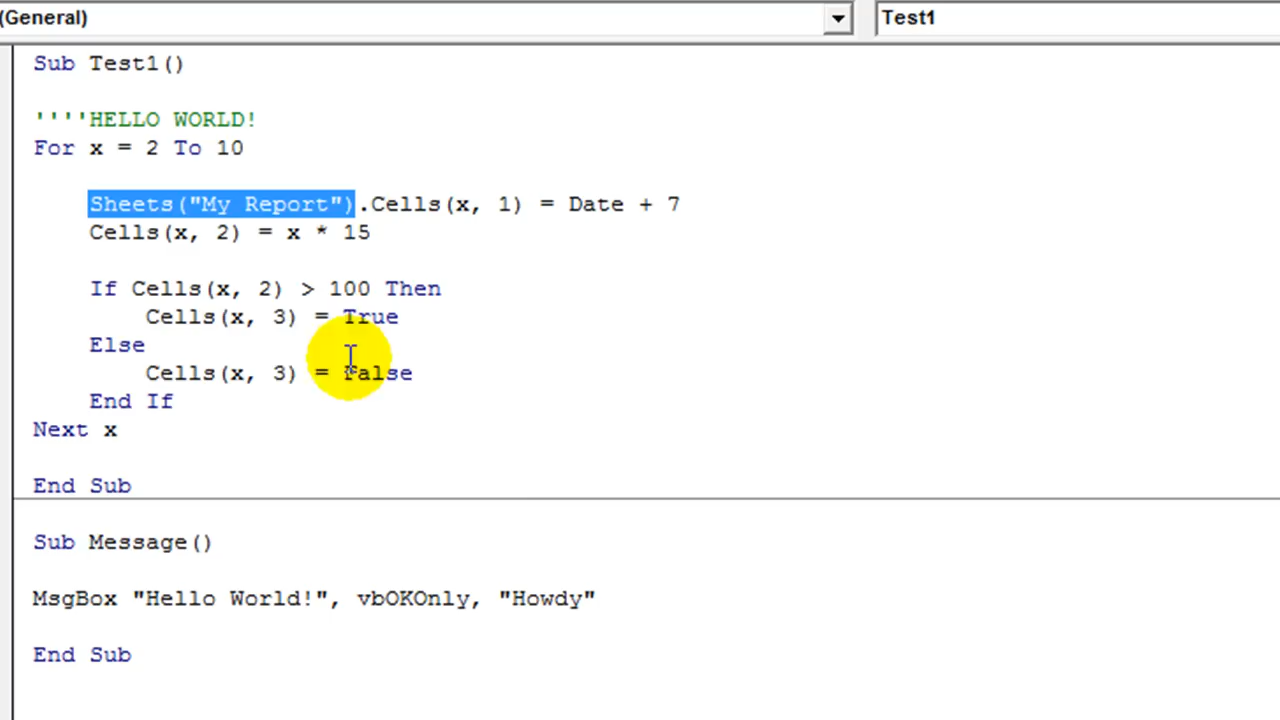 (General)
Test1
Sub Test1()
''''HELLO WORLD!
For x = 2 To 10
Sheets("My Report").Cells(x, 1) = Date + 7
Cells(x, 2) = x * 15
If Cells(x, 2) > 100 Then
Cells(x, 3) = True
Else
Cells(x, 3) = False
End If
Next x
End Sub
Sub Message()
MsgBox "Hello World!", vbOKOnly, "Howdy"
End Sub